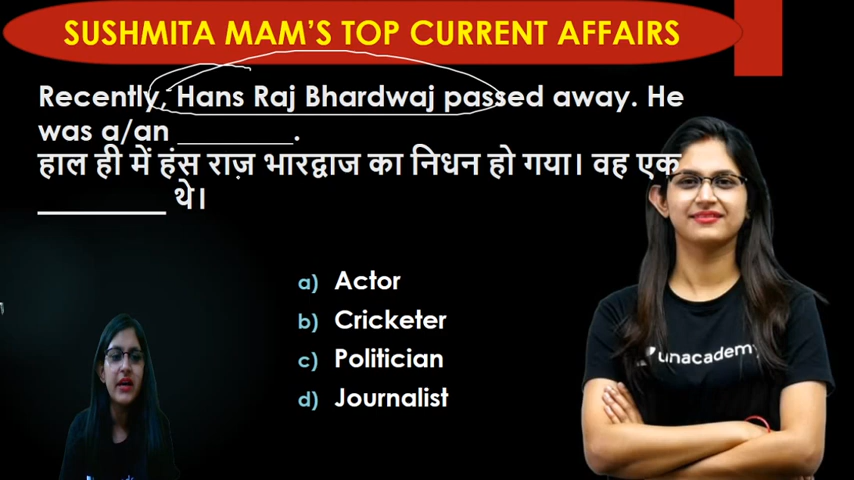 SUSHMITA MAM'S TOP CURRENT AFFAIRS
Recently, Hans Raj Bhardwaj passed away. He
was a/an ________.
हाल ही में हंस राज़ भारद्वाज का निधन हो गया। वह एक
_________ थे।
a) Actor
b) Cricketer
c) Politician
d) Journalist
unacademy